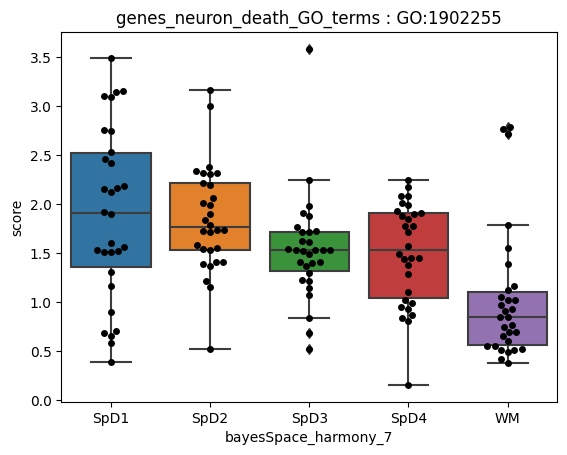 genes_neuron_death_GO_terms : GO:1902255
3.5
3.0
2.5
2.0
1.5
1.0
0.5
0.0
score
SpD1 SpD2 SpD3 SpD4 WM
bayesSpace_harmony_7